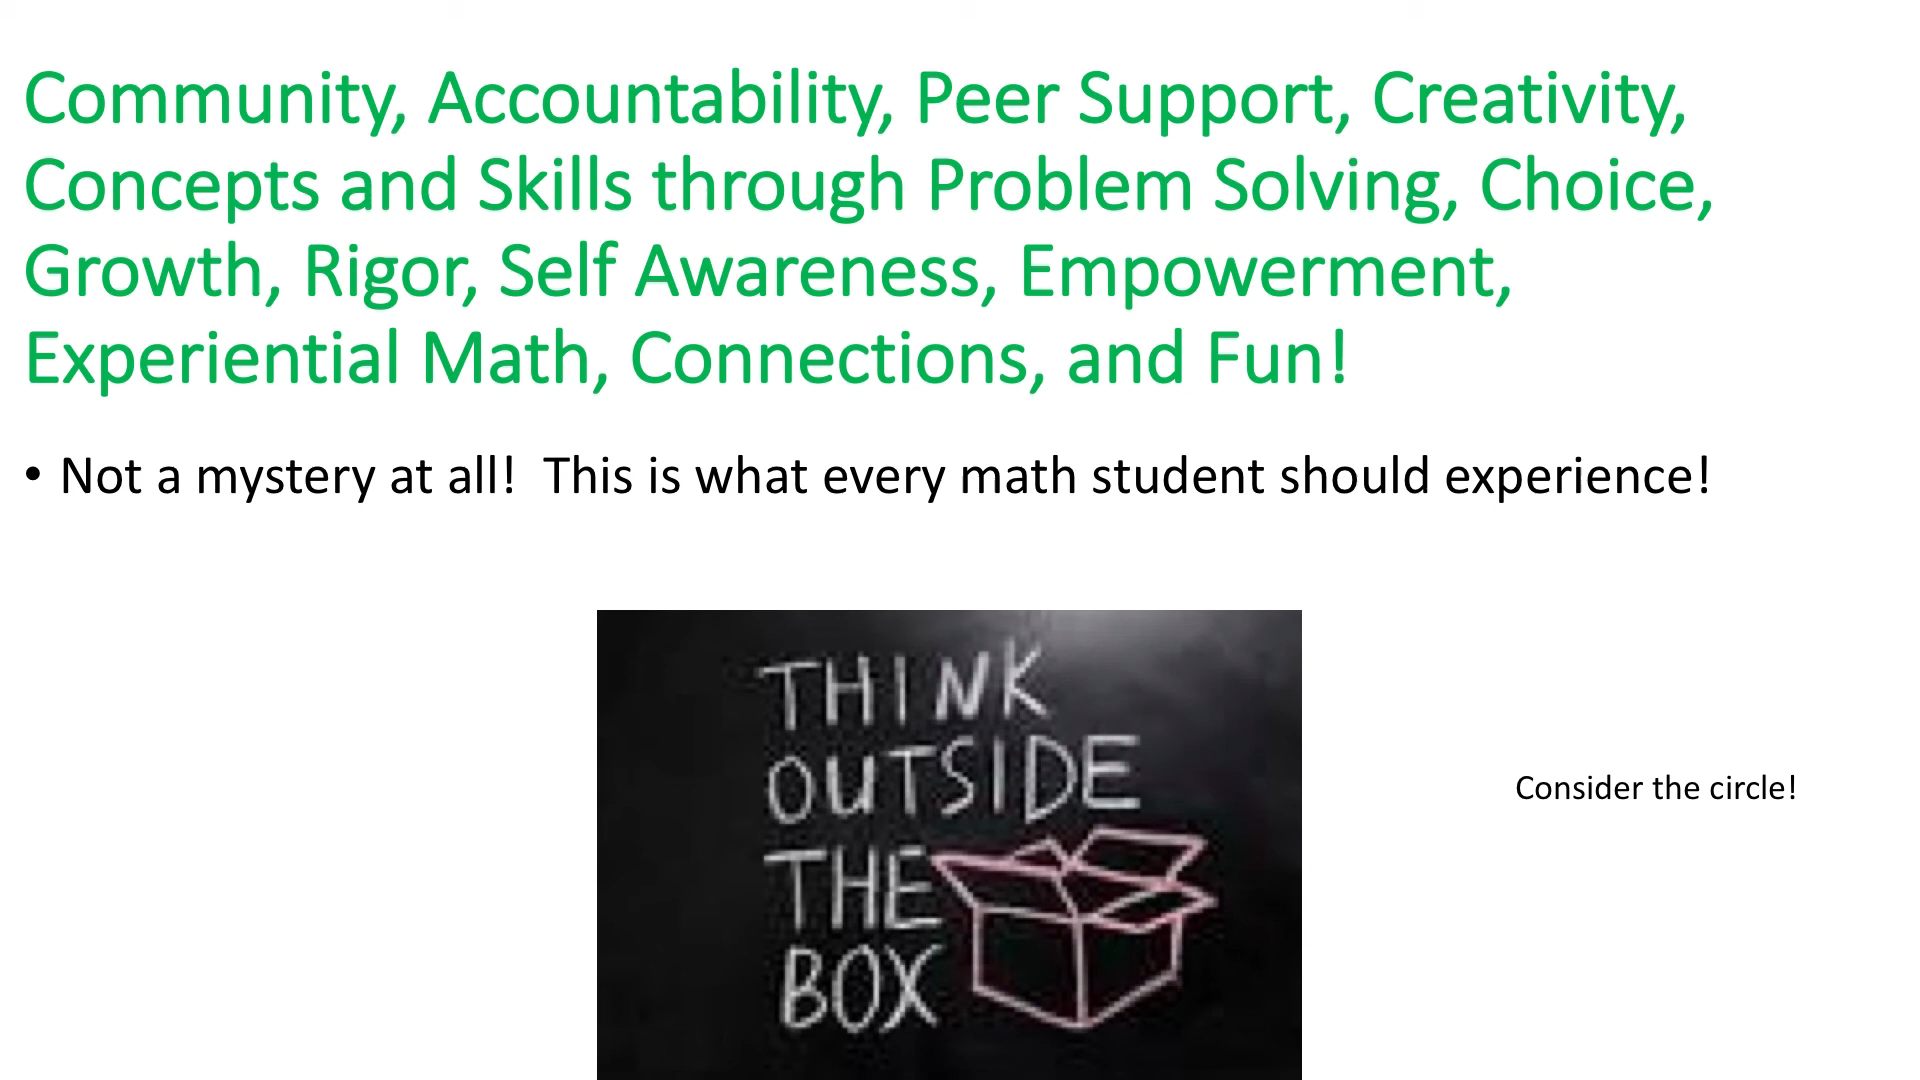 Community, Accountability, Peer Support, Creativity,
Concepts and Skills through Problem Solving, Choice,
Growth, Rigor, Self Awareness, Empowerment,
Experiential Math, Connections, and Fun!
• Not a mystery at all!  This is what every math student should experience!
THINK
OUTSIDE
THE
BOX
Consider the circle!